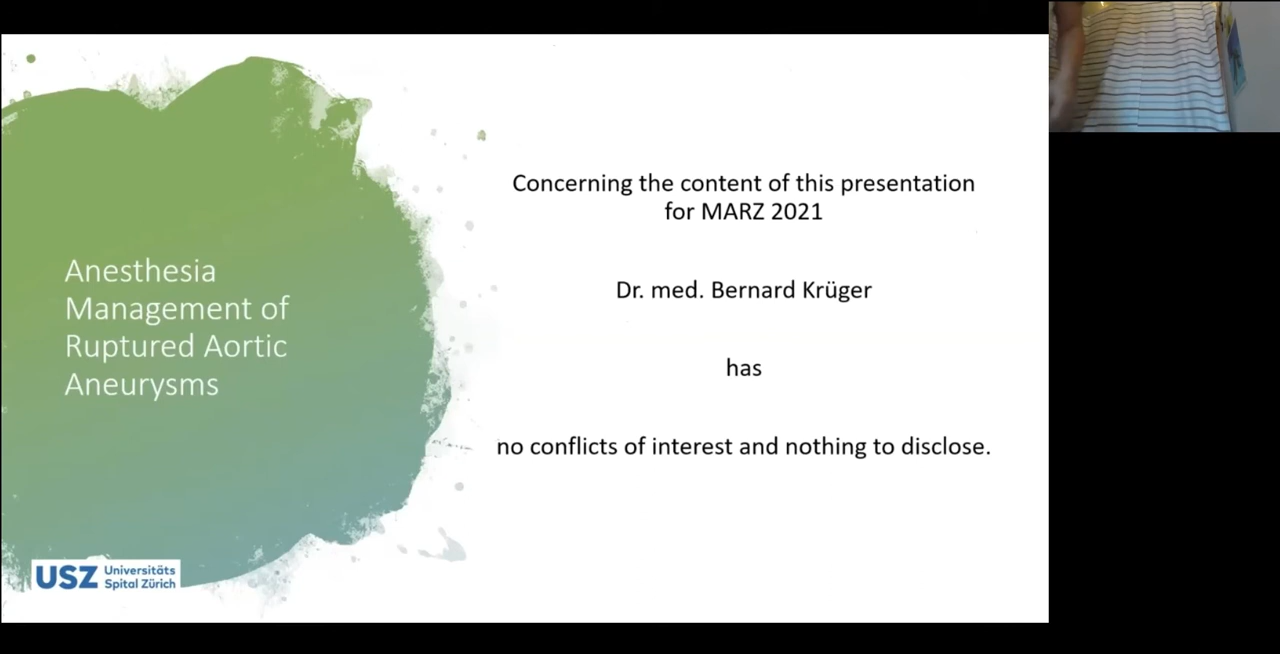 Anesthesia
Management of
Ruptured Aortic
Aneurysms
Concerning the content of this presentation
for MARZ 2021
Dr. med. Bernard Krüger
has
no conflicts of interest and nothing to disclose.
USZ Universitäts
Spital Zürich